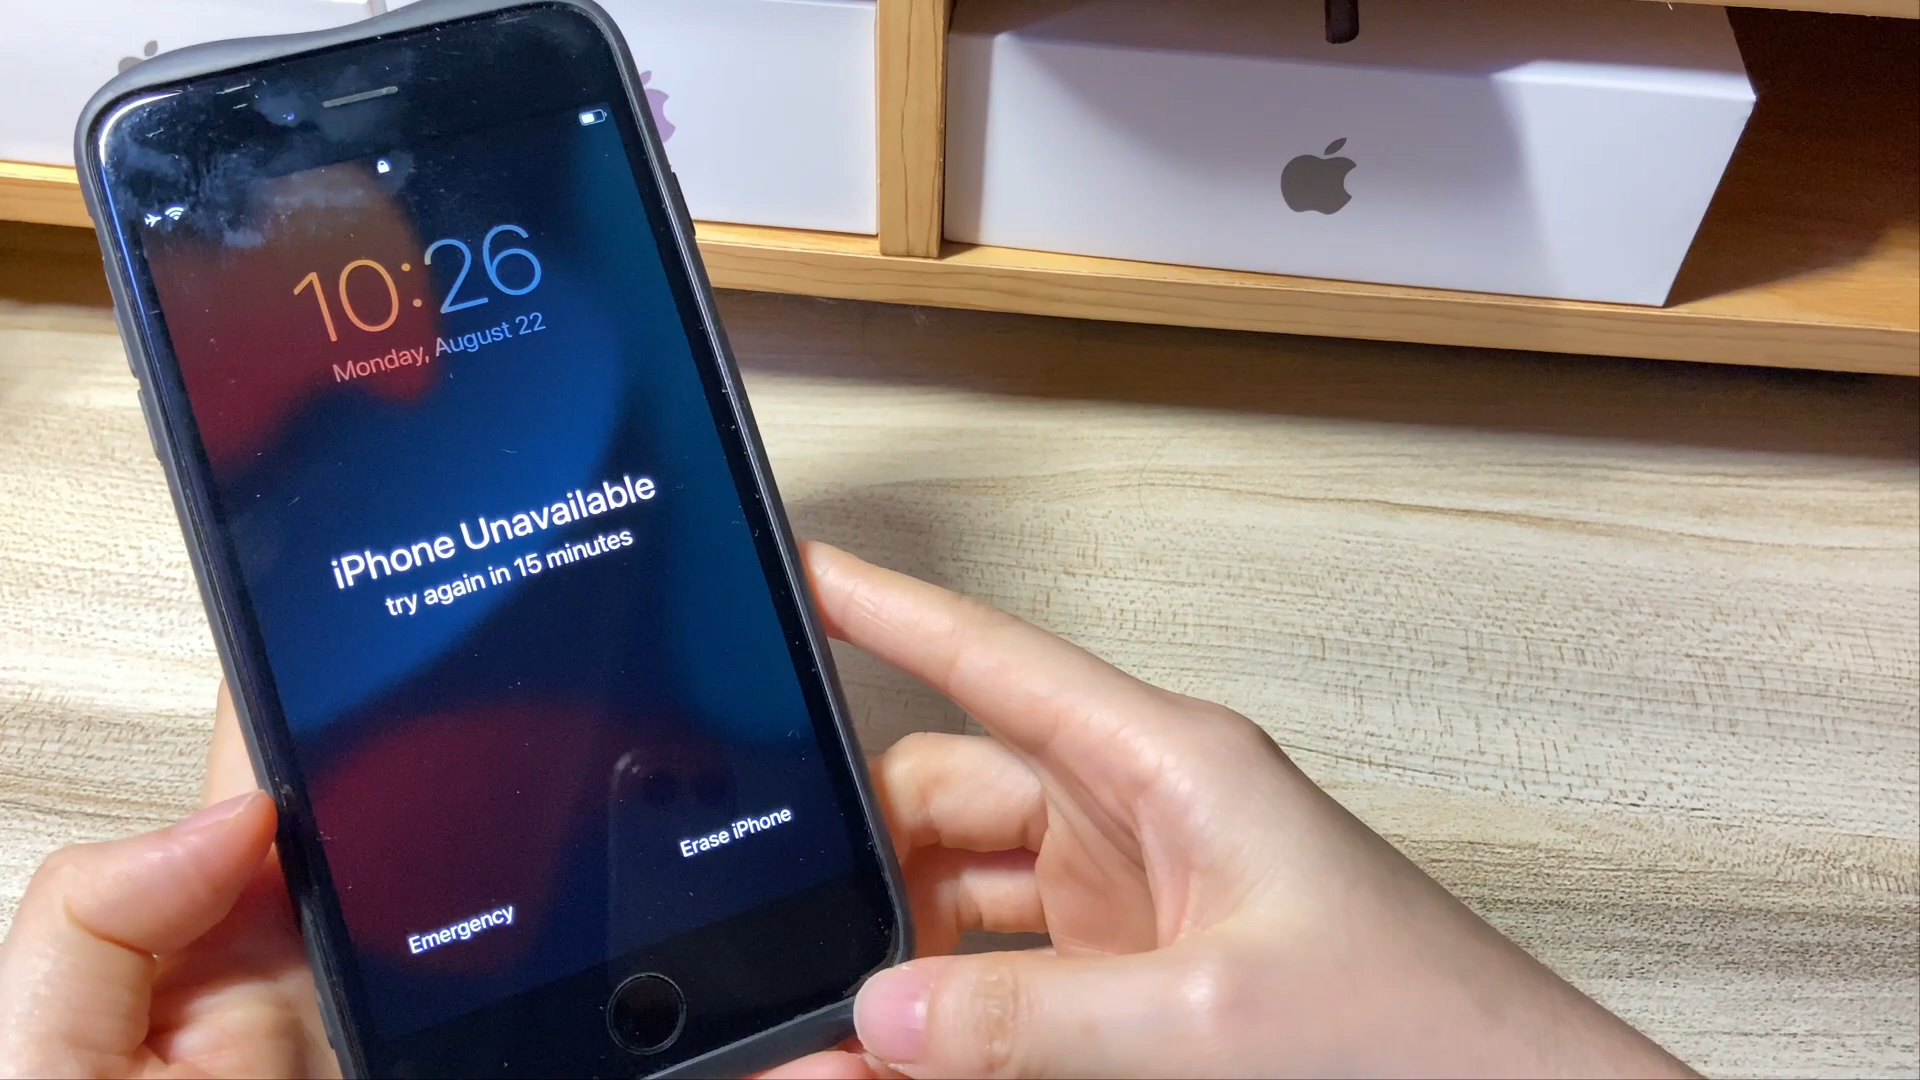 10:26
Monday, August 22
iPhone Unavailable
try again in 15 minutes
Erase iPhone
Emergency